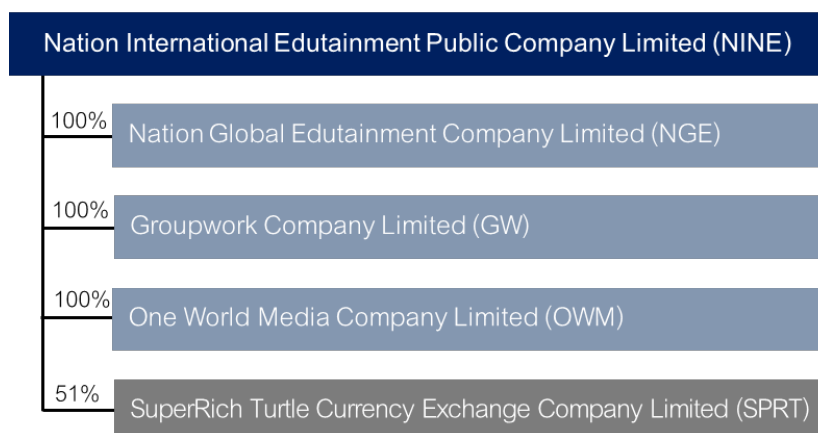 Nation International Edutainment Public Company Limited (NINE)
100%
Nation Global Edutainment Company Limited (NGE)
100%
Groupwork Company Limited (GW)
100%
One World Media Company Limited (OWM)
51%
SuperRich Turtle Currency Exchange Company Limited (SPRT)